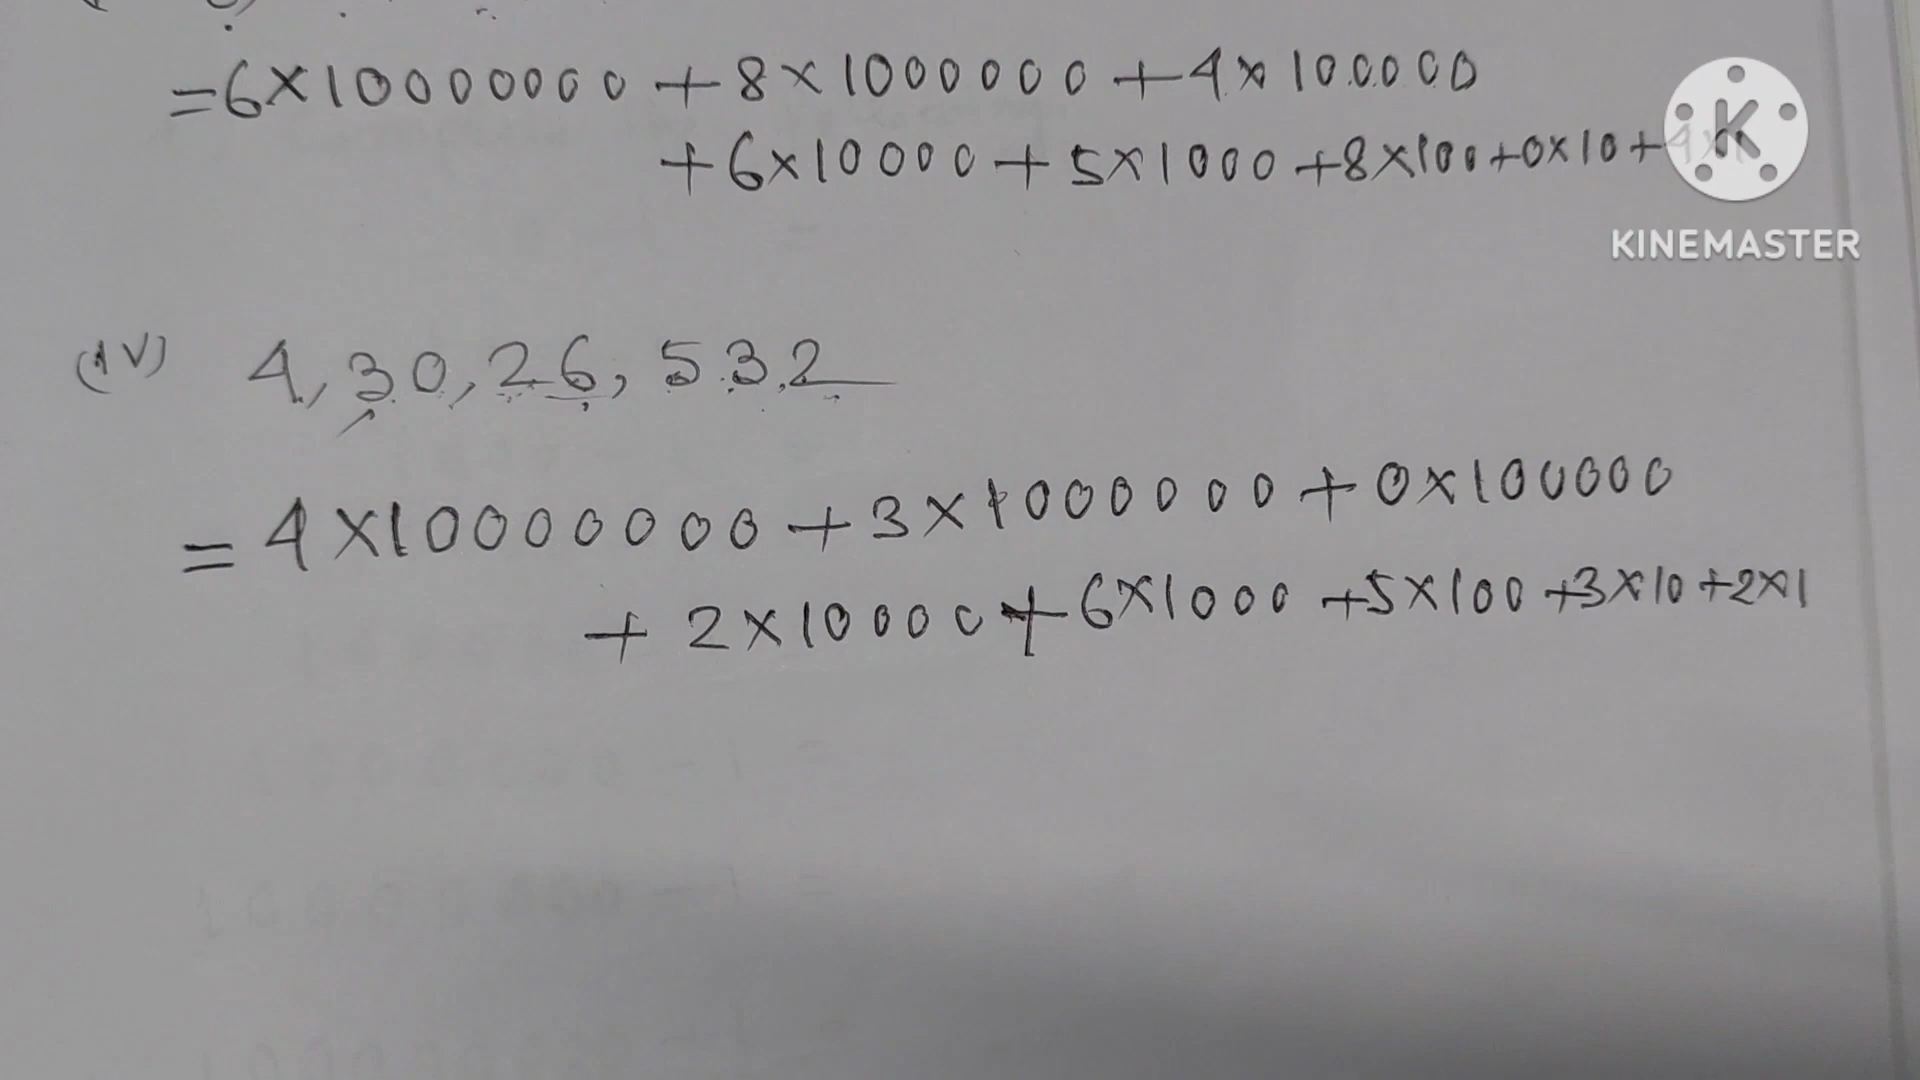 =6×10000000+8×1000000+4×100000
+6×10000+5×1000+8×100+0×10+
K
KINEMASTER
(iv) 4,30,26,532
=4×10000000+3×1000000+0×100000
+2×10000+6×1000+5×100+3×10+2×1